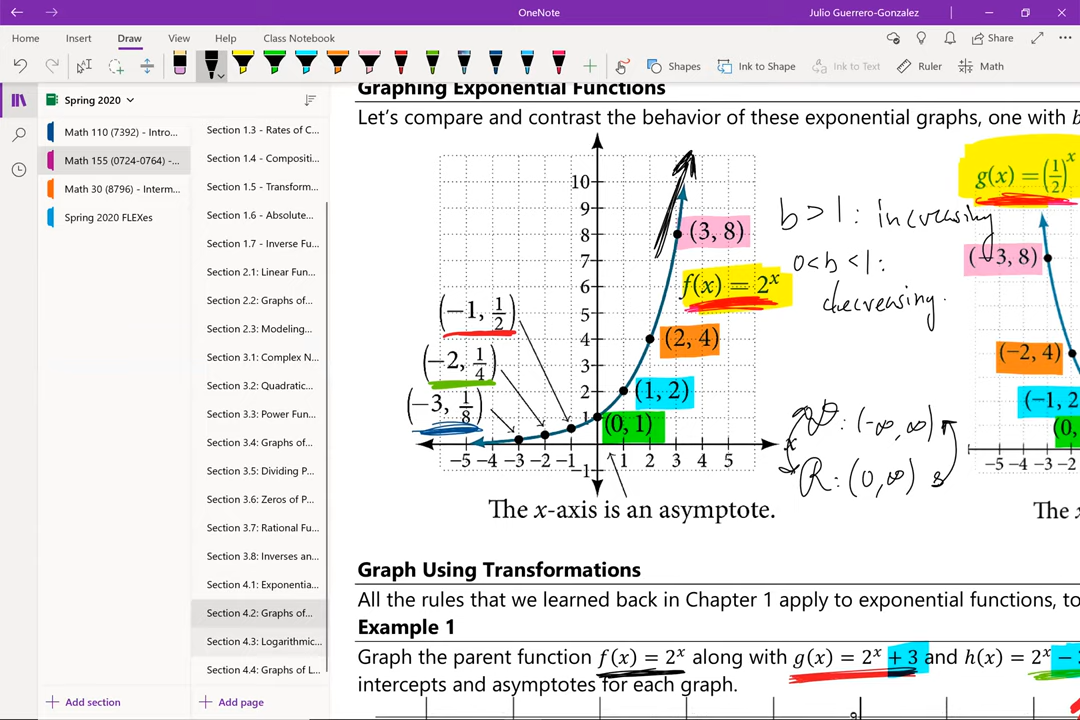 OneNote
Julio Guerrero-Gonzalez
Home Insert Draw View Help Class Notebook
Share
Shapes Ink to Shape Ink to Text Ruler Math
Spring 2020
Math 110 (7392) - Intro...
Math 155 (0724-0764) -...
Math 30 (8796) - Interm...
Spring 2020 FLEXes
Section 1.3 - Rates of C...
Section 1.4 - Compositi...
Section 1.5 - Transform...
Section 1.6 - Absolute...
Section 1.7 - Inverse Fu...
Section 2.1: Linear Fun...
Section 2.2: Graphs of...
Section 2.3: Modeling...
Section 3.1: Complex N...
Section 3.2: Quadratic...
Section 3.3: Power Fun...
Section 3.4: Graphs of...
Section 3.5: Dividing P...
Section 3.6: Zeros of P...
Section 3.7: Rational Fu...
Section 3.8: Inverses an...
Section 4.1: Exponentia...
Section 4.2: Graphs of...
Section 4.3: Logarithmic...
Section 4.4: Graphs of L...
Add section
Add page
Graphing Exponential Functions
Let's compare and contrast the behavior of these exponential graphs, one with b
10
9
8
7
6
5
4
3
2
1
−1
−5 −4 −3 −2 −1 1 2 3 4 5
x
(3, 8)
f(x) = 2ˣ
(2, 4)
(1, 2)
(0, 1)
(−1, 1/2)
(−2, 1/4)
(−3, 1/8)
The x-axis is an asymptote.
b > 1: increasing
0 < b < 1:
decreasing.
D: (-∞, ∞)
R: (0, ∞)
g(x) = (1/2)ˣ
(−3, 8)
(−2, 4)
(−1, 2
(0,
−5 −4 −3 −2
The x
Graph Using Transformations
All the rules that we learned back in Chapter 1 apply to exponential functions, to
Example 1
Graph the parent function f(x) = 2ˣ along with g(x) = 2ˣ + 3 and h(x) = 2ˣ −
intercepts and asymptotes for each graph.